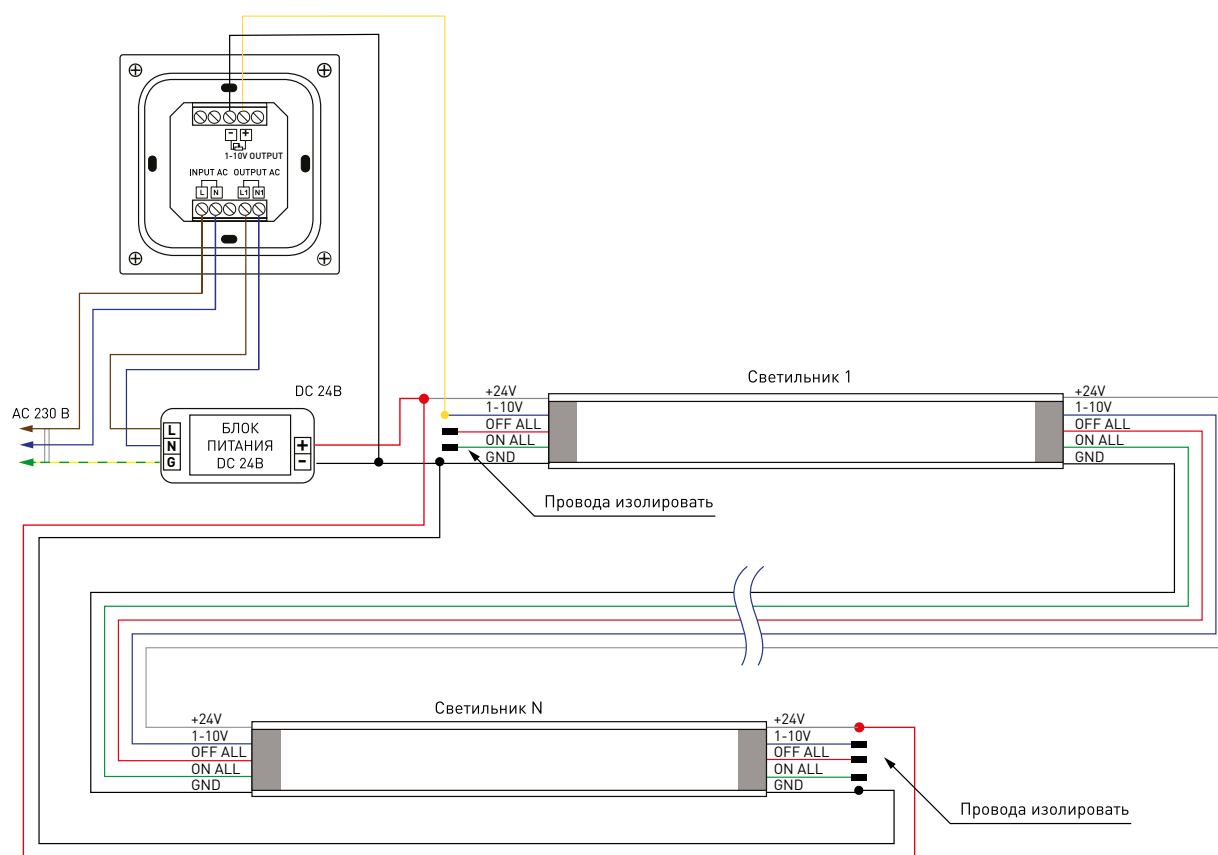 - +
1-10V OUTPUT
INPUT AC OUTPUT AC
L N L1 N1
DC 24В
AC 230 В
L
N
G
БЛОК
ПИТАНИЯ
DC 24В
+
-
Светильник 1
+24V
1-10V
OFF ALL
ON ALL
GND
+24V
1-10V
OFF ALL
ON ALL
GND
Провода изолировать
Светильник N
+24V
1-10V
OFF ALL
ON ALL
GND
+24V
1-10V
OFF ALL
ON ALL
GND
Провода изолировать